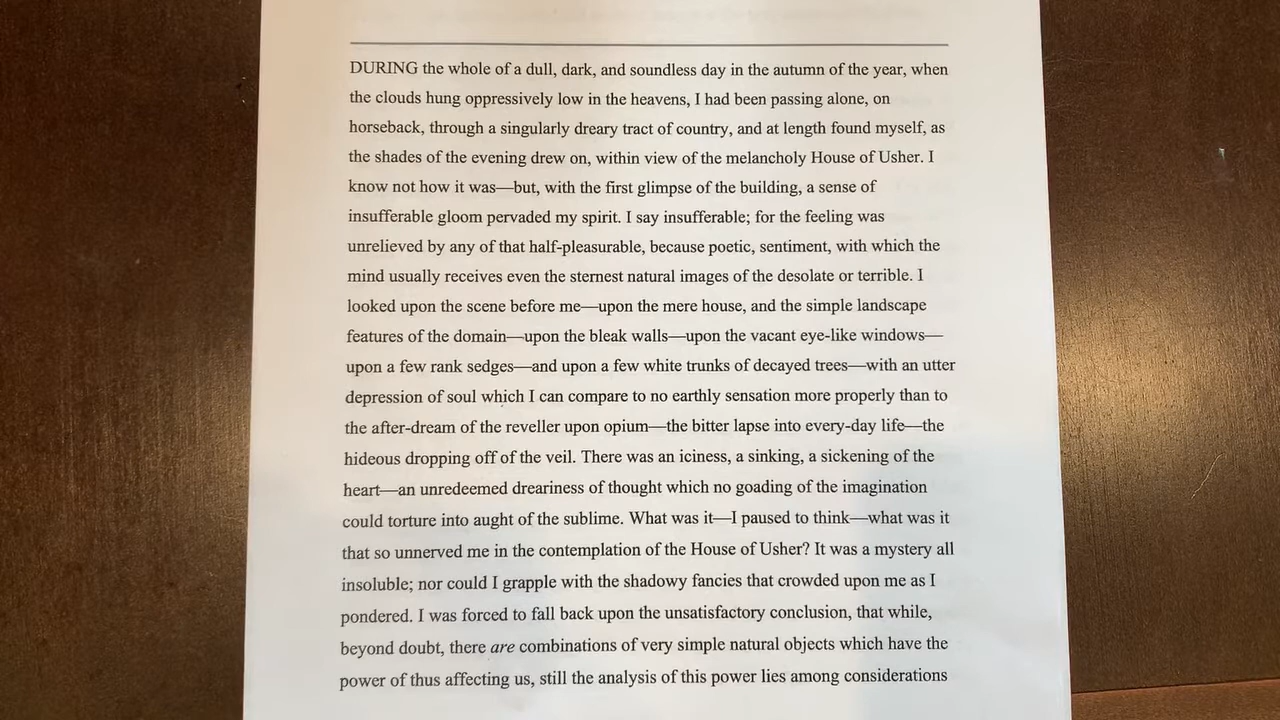 DURING the whole of a dull, dark, and soundless day in the autumn of the year, when
the clouds hung oppressively low in the heavens, I had been passing alone, on
horseback, through a singularly dreary tract of country, and at length found myself, as
the shades of the evening drew on, within view of the melancholy House of Usher. I
know not how it was—but, with the first glimpse of the building, a sense of
insufferable gloom pervaded my spirit. I say insufferable; for the feeling was
unrelieved by any of that half-pleasurable, because poetic, sentiment, with which the
mind usually receives even the sternest natural images of the desolate or terrible. I
looked upon the scene before me—upon the mere house, and the simple landscape
features of the domain—upon the bleak walls—upon the vacant eye-like windows—
upon a few rank sedges—and upon a few white trunks of decayed trees—with an utter
depression of soul which I can compare to no earthly sensation more properly than to
the after-dream of the reveller upon opium—the bitter lapse into every-day life—the
hideous dropping off of the veil. There was an iciness, a sinking, a sickening of the
heart—an unredeemed dreariness of thought which no goading of the imagination
could torture into aught of the sublime. What was it—I paused to think—what was it
that so unnerved me in the contemplation of the House of Usher? It was a mystery all
insoluble; nor could I grapple with the shadowy fancies that crowded upon me as I
pondered. I was forced to fall back upon the unsatisfactory conclusion, that while,
beyond doubt, there are combinations of very simple natural objects which have the
power of thus affecting us, still the analysis of this power lies among considerations